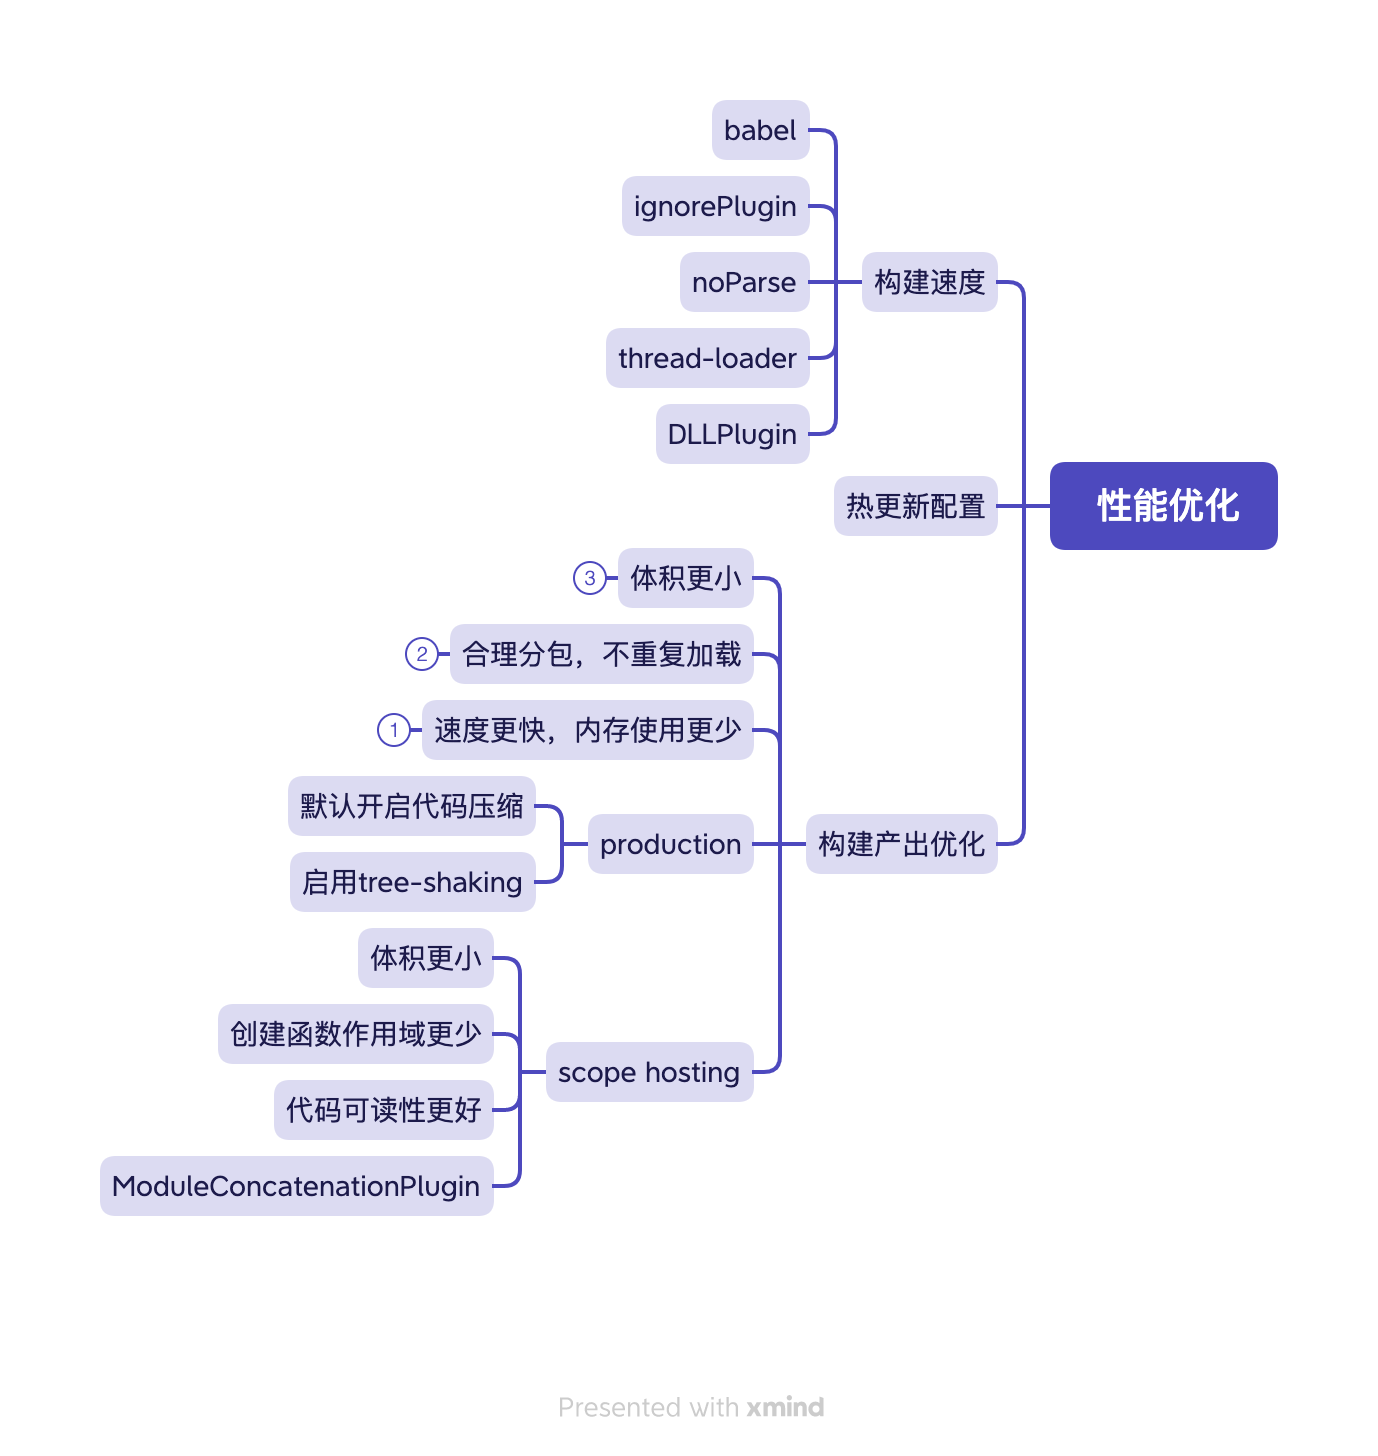 babel
ignorePlugin
noParse
构建速度
thread-loader
DLLPlugin
热更新配置
性能优化
3
体积更小
2
合理分包，不重复加载
1
速度更快，内存使用更少
默认开启代码压缩
production
构建产出优化
启用tree-shaking
体积更小
创建函数作用域更少
scope hosting
代码可读性更好
ModuleConcatenationPlugin
Presented with xmind